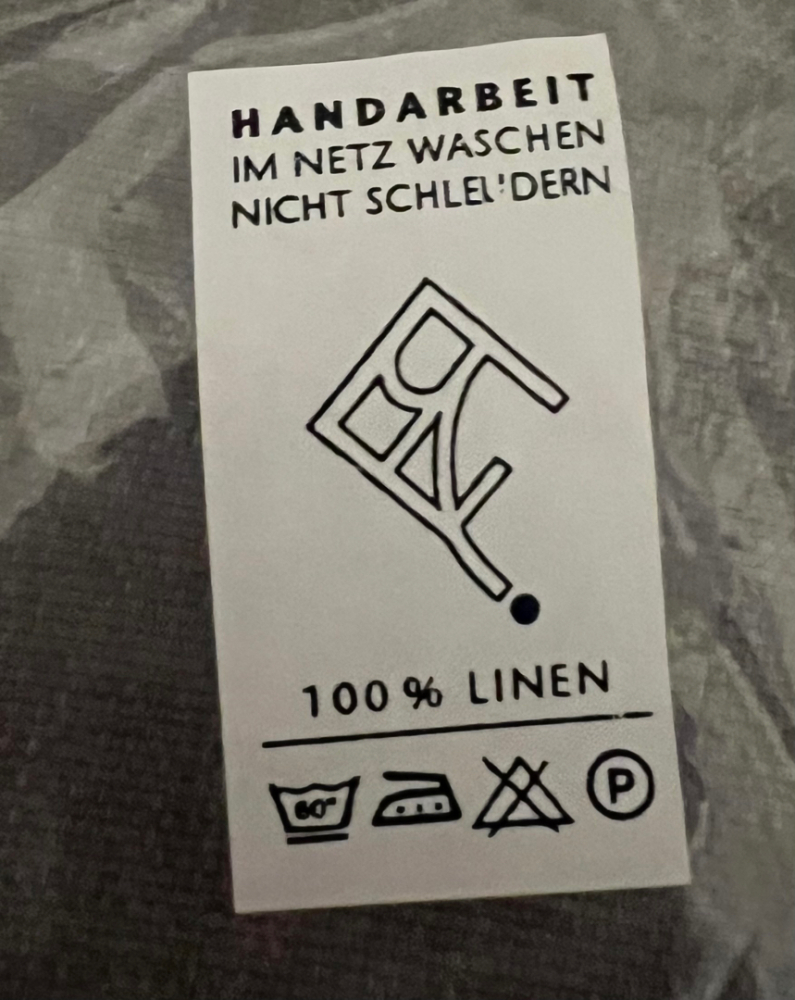 HANDARBEIT
IM NETZ WASCHEN
NICHT SCHLEUDERN
100 % LINEN
60° P